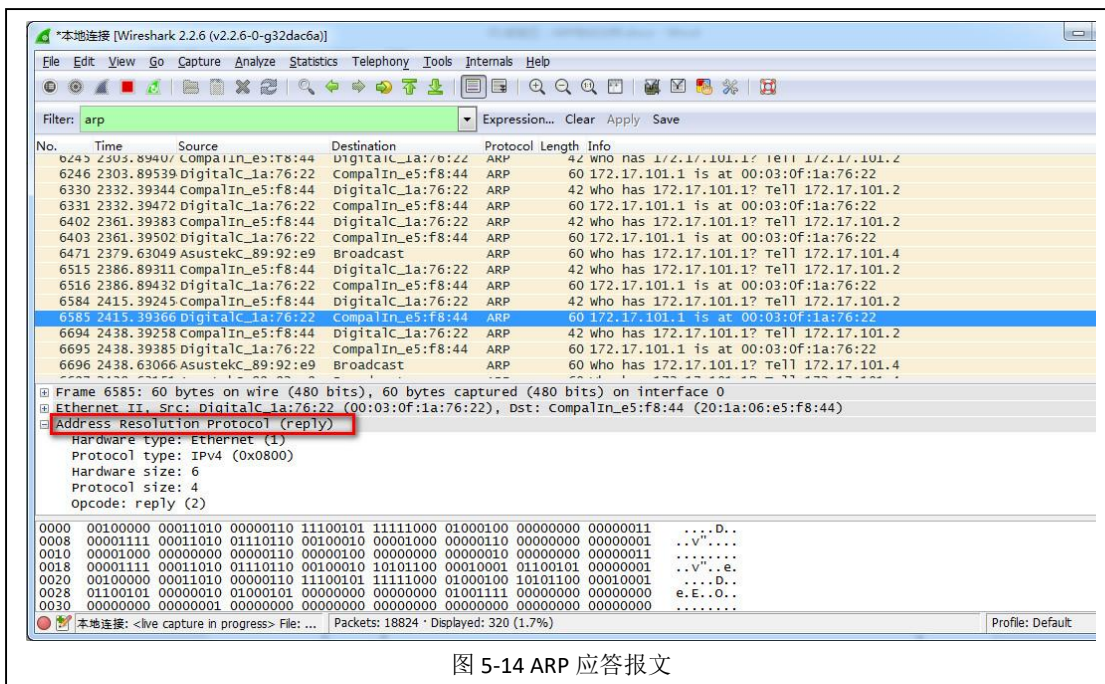 *本地连接 [Wireshark 2.2.6 (v2.2.6-0-g32dac6a)]
File Edit View Go Capture Analyze Statistics Telephony Tools Internals Help
Filter: arp Expression... Clear Apply Save
No. Time Source Destination Protocol Length Info
6245 2303.89407 CompalIn_e5:f8:44 DigitalC_1a:76:22 ARP 42 who has 172.17.101.1? Tell 172.17.101.2
6246 2303.89539 DigitalC_1a:76:22 CompalIn_e5:f8:44 ARP 60 172.17.101.1 is at 00:03:0f:1a:76:22
6330 2332.39344 CompalIn_e5:f8:44 DigitalC_1a:76:22 ARP 42 who has 172.17.101.1? Tell 172.17.101.2
6331 2332.39472 DigitalC_1a:76:22 CompalIn_e5:f8:44 ARP 60 172.17.101.1 is at 00:03:0f:1a:76:22
6402 2361.39383 CompalIn_e5:f8:44 DigitalC_1a:76:22 ARP 42 who has 172.17.101.1? Tell 172.17.101.2
6403 2361.39502 DigitalC_1a:76:22 CompalIn_e5:f8:44 ARP 60 172.17.101.1 is at 00:03:0f:1a:76:22
6471 2379.63049 AsustekC_89:92:e9 Broadcast ARP 60 who has 172.17.101.1? Tell 172.17.101.4
6515 2386.89311 CompalIn_e5:f8:44 DigitalC_1a:76:22 ARP 42 who has 172.17.101.1? Tell 172.17.101.2
6516 2386.89432 DigitalC_1a:76:22 CompalIn_e5:f8:44 ARP 60 172.17.101.1 is at 00:03:0f:1a:76:22
6584 2415.39245 CompalIn_e5:f8:44 DigitalC_1a:76:22 ARP 42 who has 172.17.101.1? Tell 172.17.101.2
6585 2415.39366 DigitalC_1a:76:22 CompalIn_e5:f8:44 ARP 60 172.17.101.1 is at 00:03:0f:1a:76:22
6694 2438.39258 CompalIn_e5:f8:44 DigitalC_1a:76:22 ARP 42 who has 172.17.101.1? Tell 172.17.101.2
6695 2438.39385 DigitalC_1a:76:22 CompalIn_e5:f8:44 ARP 60 172.17.101.1 is at 00:03:0f:1a:76:22
6696 2438.63066 AsustekC_89:92:e9 Broadcast ARP 60 who has 172.17.101.1? Tell 172.17.101.4
Frame 6585: 60 bytes on wire (480 bits), 60 bytes captured (480 bits) on interface 0
Ethernet II, Src: DigitalC_1a:76:22 (00:03:0f:1a:76:22), Dst: CompalIn_e5:f8:44 (20:1a:06:e5:f8:44)
Address Resolution Protocol (reply)
Hardware type: Ethernet (1)
Protocol type: IPv4 (0x0800)
Hardware size: 6
Protocol size: 4
Opcode: reply (2)
0000 00100000 00011010 00000110 11100101 11111000 01000100 00000000 00000011 ....D..
0008 00001111 00011010 01110110 00100010 00001000 00000110 00000000 00000001 ..v"....
0010 00001000 00000000 00000110 00000100 00000000 00000010 00000000 00000011 ........
0018 00001111 00011010 01110110 00100010 10101100 00010001 01100101 00000001 ..v"..e.
0020 00100000 00011010 00000110 11100101 11111000 01000100 10101100 00010001 ....D..
0028 01100101 00000010 01000101 00000000 00000000 01001111 00000000 00000000 e.E..O..
0030 00000000 00000001 00000000 00000000 00000000 00000000 00000000 00000000 ........
本地连接: <live capture in progress> File: ... Packets: 18824 · Displayed: 320 (1.7%) Profile: Default
图 5-14 ARP 应答报文